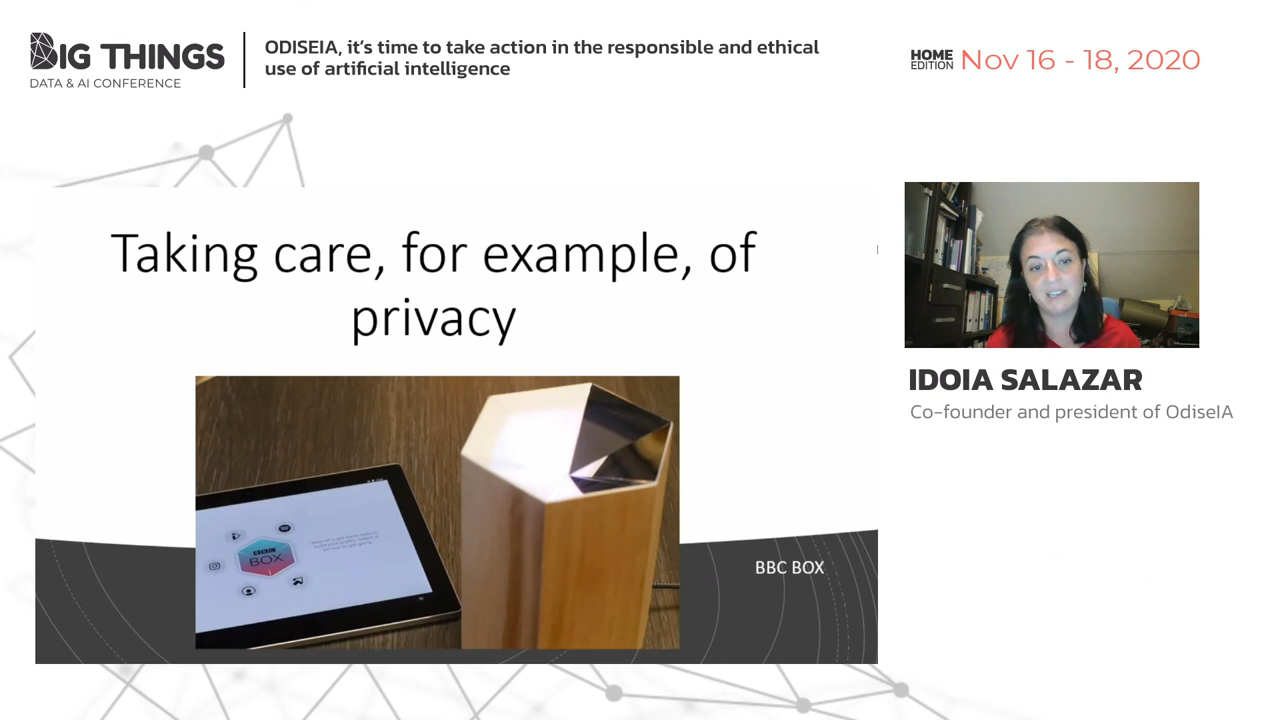 BIG THINGS
DATA & AI CONFERENCE
ODISEIA, it's time to take action in the responsible and ethical
use of artificial intelligence
HOME
EDITION
Nov 16 - 18, 2020
Taking care, for example, of
privacy
BBC
BOX
BBC BOX
IDOIA SALAZAR
Co-founder and president of OdiseIA